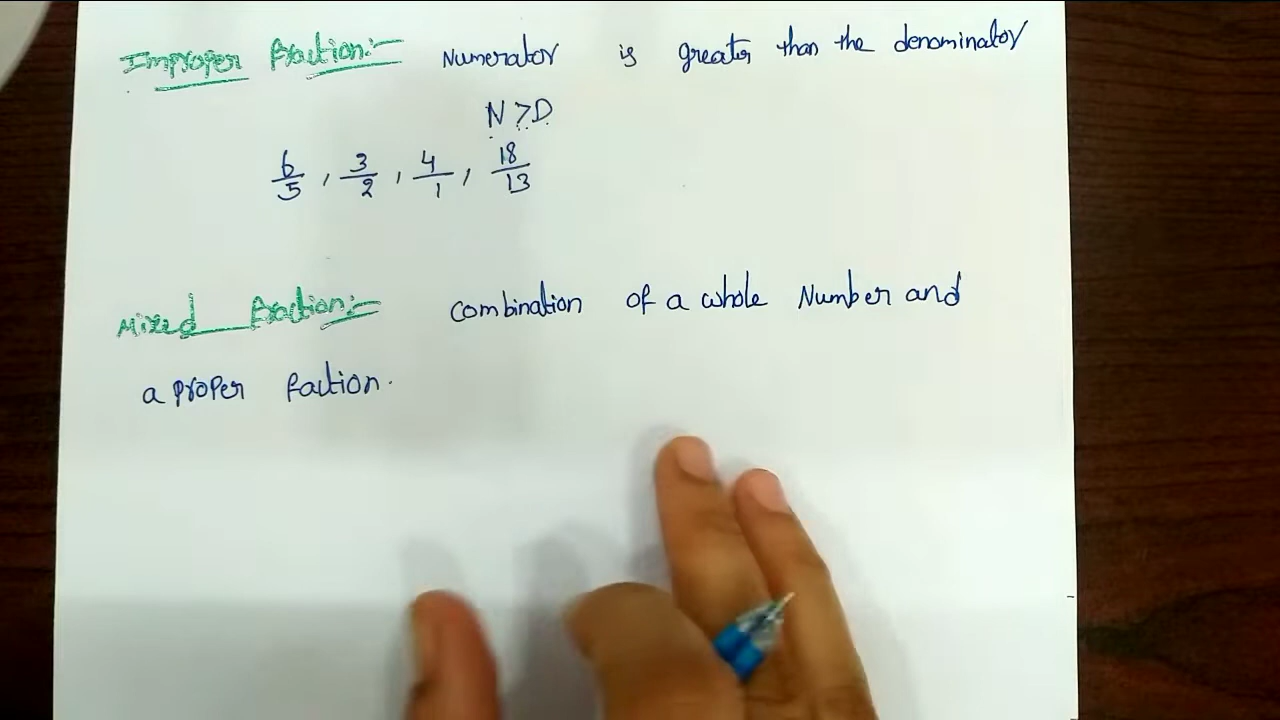 Improper Fraction:- Numerator is greater than the denominator
N > D
6/5, 3/2, 4/1, 18/13
Mixed Fraction:- Combination of a whole Number and
a proper faction.